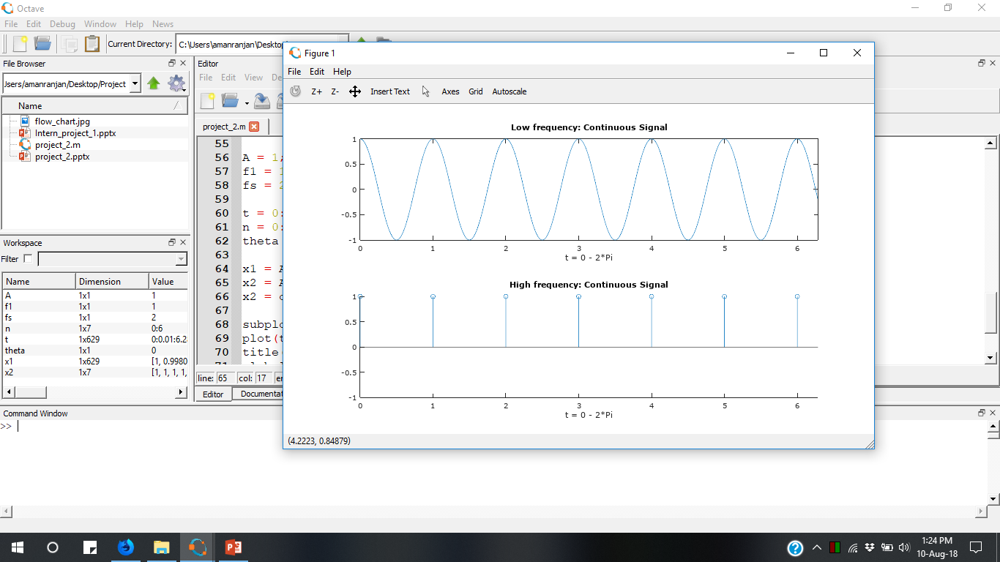 Octave
File Edit Debug Window Help News
Current Directory: C:\Users\amanranjan\Desktop
File Browser
Jsers/amanranjan/Desktop/Project
Name
flow_chart.jpg
Intern_project_1.pptx
project_2.m
project_2.pptx
Workspace
Filter
Name Dimension Value
A 1x1 1
f1 1x1 1
fs 1x1 2
n 1x7 0:6
t 1x629 0:0.01:6.2
theta 1x1 0
x1 1x629 [1, 0.9980
x2 1x7 [1, 1, 1, 1,
Editor
File Edit View De
project_2.m
55
56 A = 1;
57 f1 =
58 fs = 2
59
60 t = 0:
61 n = 0:
62 theta
63
64 x1 = A
65 x2 = A
66 x2 = c
67
68 subplo
69 plot(t
70 title
71
line: 65 col: 17 en
Editor Documentat
Command Window
>>
Figure 1
File Edit Help
Z+ Z- Insert Text Axes Grid Autoscale
Low frequency: Continuous Signal
1
0.5
0
-0.5
-1
0 1 2 3 4 5 6
t = 0 - 2*Pi
High frequency: Continuous Signal
1
0.5
0
-0.5
-1
0 1 2 3 4 5 6
t = 0 - 2*Pi
(4.2223, 0.84879)
1:24 PM
10-Aug-18